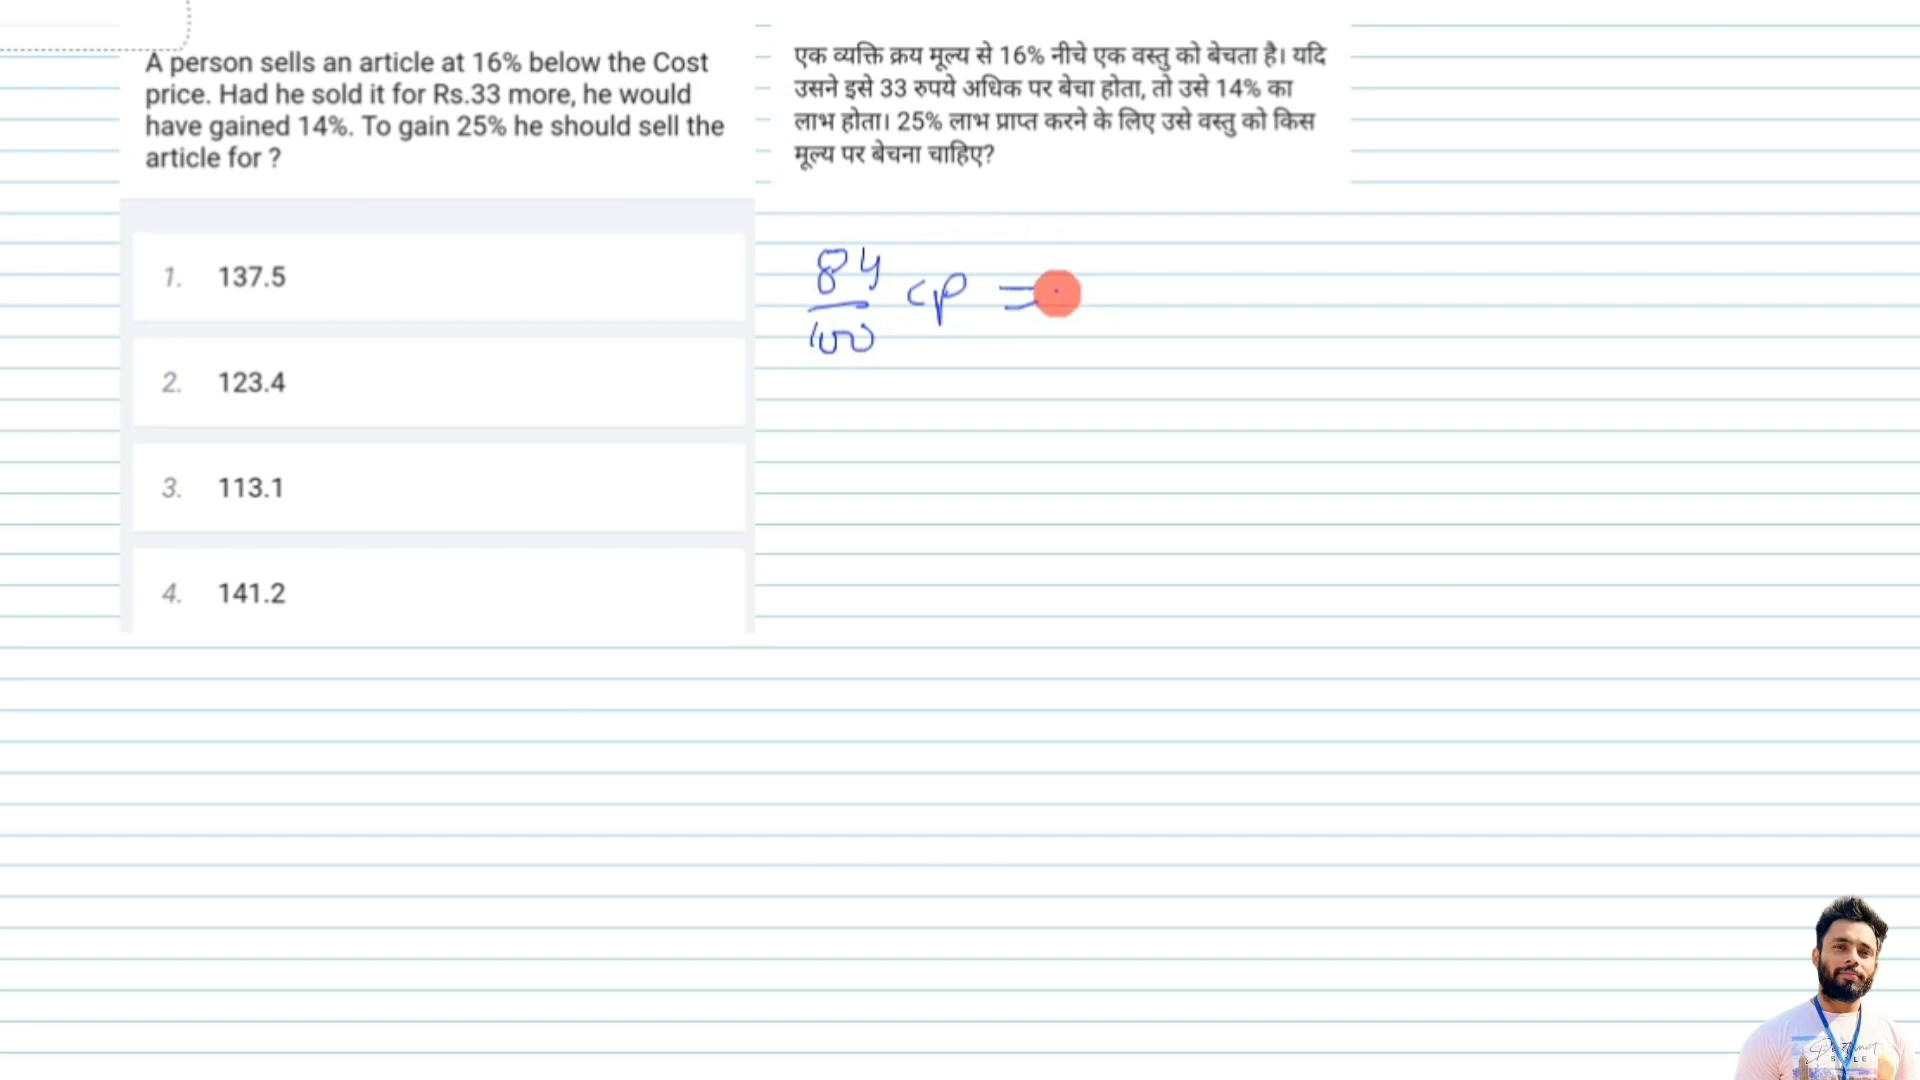 A person sells an article at 16% below the Cost
price. Had he sold it for Rs.33 more, he would
have gained 14%. To gain 25% he should sell the
article for ?
एक व्यक्ति क्रय मूल्य से 16% नीचे एक वस्तु को बेचता है। यदि
उसने इसे 33 रुपये अधिक पर बेचा होता, तो उसे 14% का
लाभ होता। 25% लाभ प्राप्त करने के लिए उसे वस्तु को किस
मूल्य पर बेचना चाहिए?
1. 137.5
2. 123.4
3. 113.1
4. 141.2
84
100
CP =